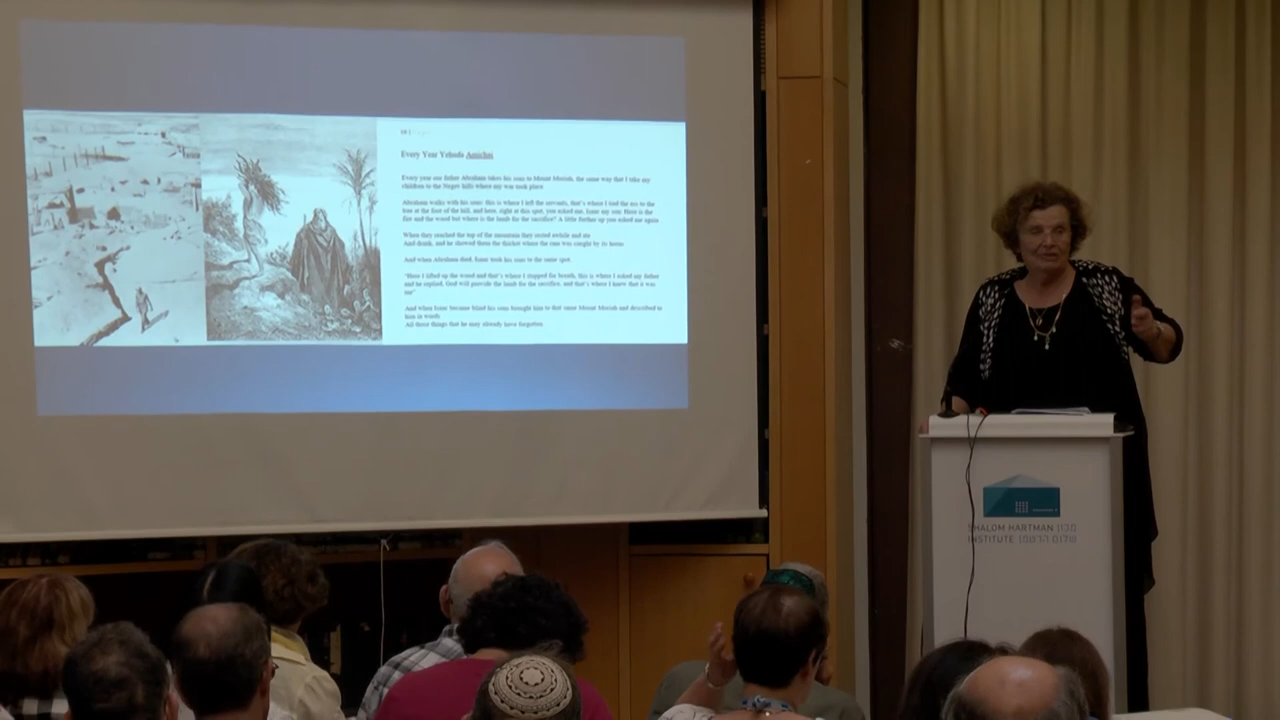 Every Year Yehuda Amichai
Every year our father Abraham takes his sons to Mount Moriah, the same way that I take my
children to the Negev hills where my war took place
Abraham walks with his sons: this is where I left the servants, that's where I tied the ass to the
tree at the foot of the hill, and here, right at this spot, you asked me, Isaac my son: Here is the
fire and the wood but where is the lamb for the sacrifice? A little further up you asked me again
When they reached the top of the mountain they rested awhile and ate
And drank, and he showed them the thicket where the ram was caught by its horns
And when Abraham died, Isaac took his sons to the same spot.
"Here I lifted up the wood and that's where I stopped for breath, this is where I asked my father
and he replied, God will provide the lamb for the sacrifice, and that's where I knew that it was
me"
And when Isaac became blind his sons brought him to that same Mount Moriah and described to
him in words
All those things that he may already have forgotten
SHALOM HARTMAN מכון
INSTITUTE שלום הרטמן